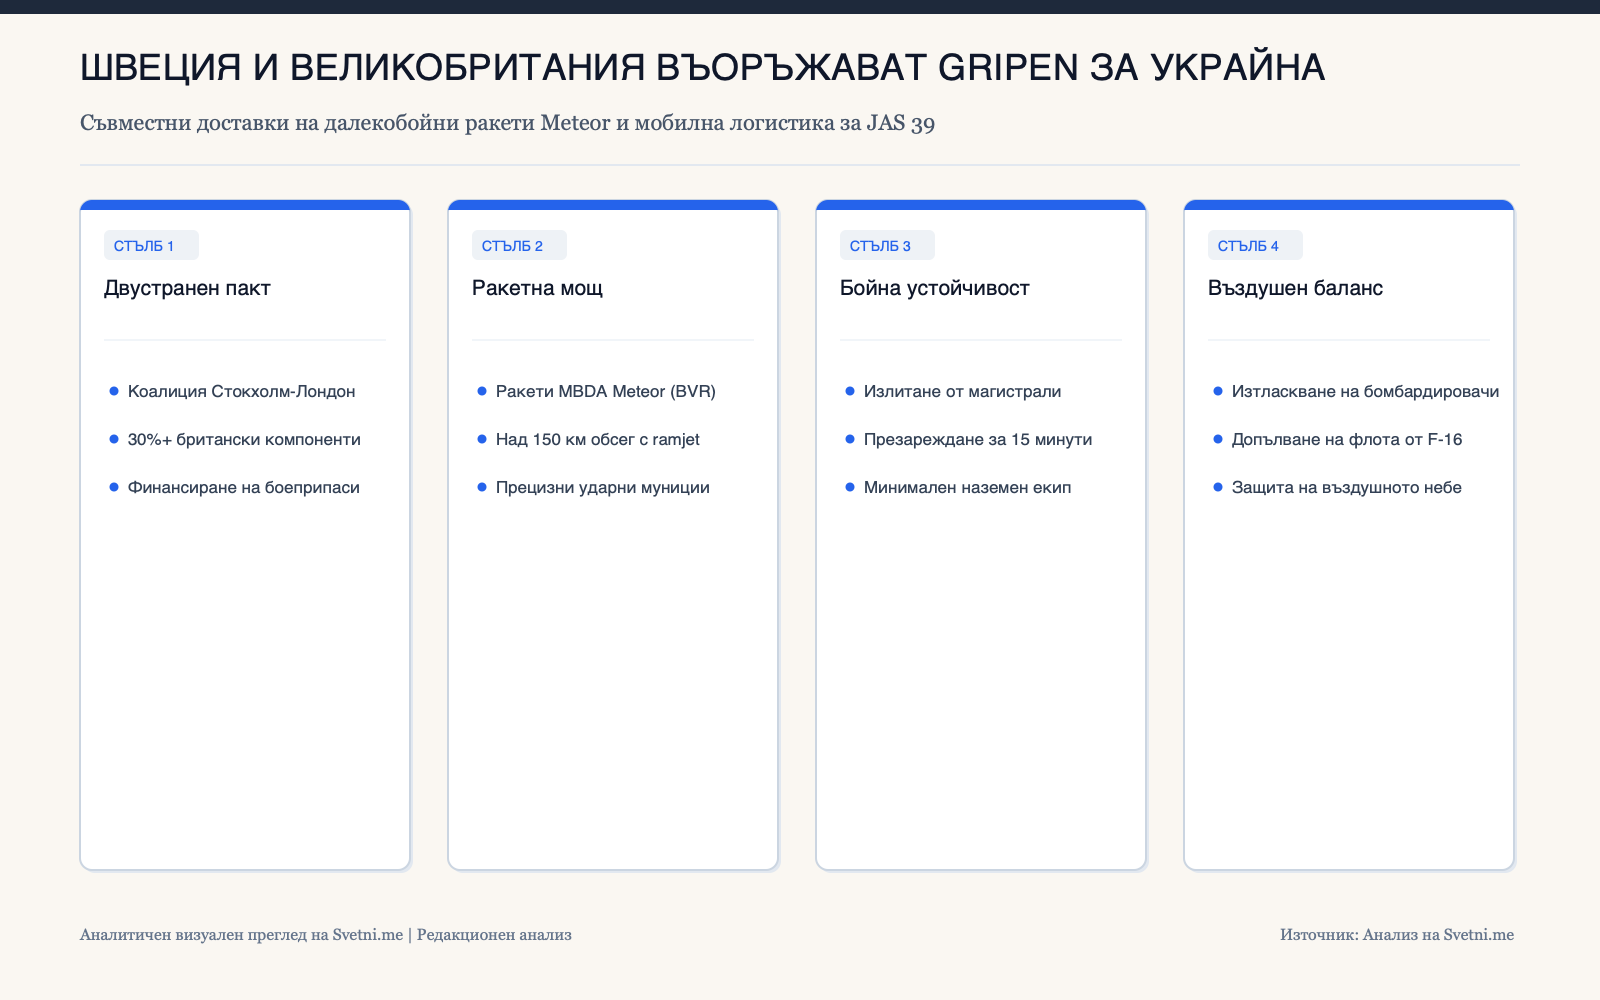 ШВЕЦИЯ И ВЕЛИКОБРИТАНИЯ ВЪОРЪЖАВАТ GRIPEN ЗА УКРАЙНА
Съвместни доставки на далекобойни ракети Meteor и мобилна логистика за JAS 39
СТЪЛБ 1
Двустранен пакт
Коалиция Стокхолм-Лондон
30%+ британски компоненти
Финансиране на боеприпаси
СТЪЛБ 2
Ракетна мощ
Ракети MBDA Meteor (BVR)
Над 150 км обсег с ramjet
Прецизни ударни муниции
СТЪЛБ 3
Бойна устойчивост
Излитане от магистрали
Презареждане за 15 минути
Минимален наземен екип
СТЪЛБ 4
Въздушен баланс
Изтласкване на бомбардировачи
Допълване на флота от F-16
Защита на въздушното небе
Аналитичен визуален преглед на Svetni.me | Редакционен анализ
Източник: Анализ на Svetni.me